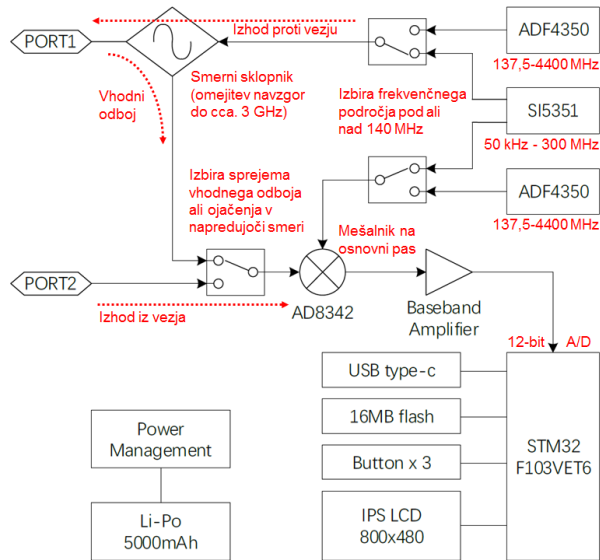 PORT1
Izhod proti vezju
ADF4350
137,5-4400 MHz
Vhodni
odboj
Smerni sklopnik
(omejitev navzgor
do cca. 3 GHz)
Izbira frekvenčnega
področja pod ali
nad 140 MHz
SI5351
50 kHz - 300 MHz
Izbira sprejema
vhodnega odboja
ali ojačenja v
napredujoči smeri
ADF4350
137,5-4400 MHz
Mešalnik na
osnovni pas
PORT2
Izhod iz vezja
AD8342
Baseband
Amplifier
12-bit A/D
USB type-c
16MB flash
Button x 3
IPS LCD
800x480
STM32
F103VET6
Power
Management
Li-Po
5000mAh